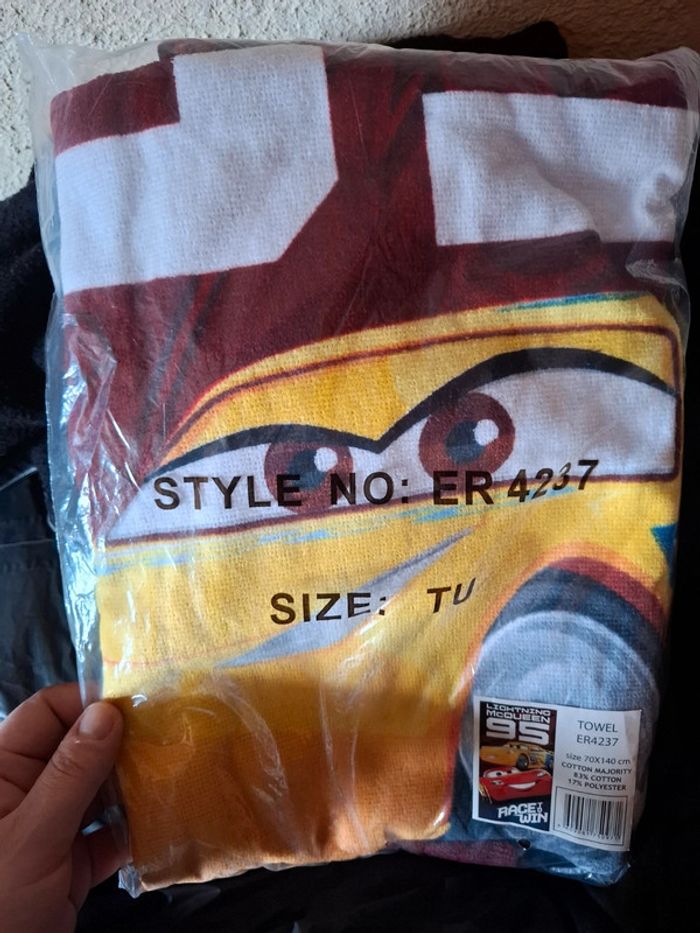 STYLE NO: ER 4237
SIZE: TU
LIGHTNING
McQUEEN
95
RACE TO WIN
TOWEL
ER4237
size 70X140 cm
COTTON MAJORITY
83% COTTON
17% POLYESTER